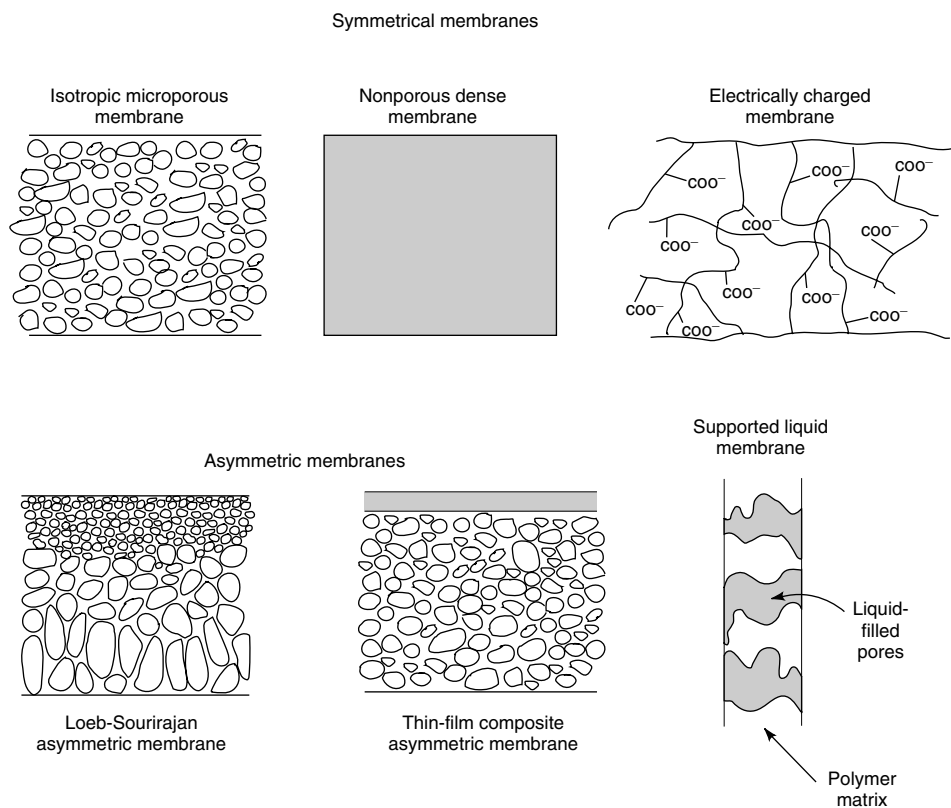 Symmetrical membranes
Isotropic microporous
membrane
Nonporous dense
membrane
Electrically charged
membrane
COO⁻
COO⁻
COO⁻
COO⁻
COO⁻
COO⁻
COO⁻
COO⁻
COO⁻
COO⁻
COO⁻
Supported liquid
membrane
Asymmetric membranes
Liquid-
filled
pores
Loeb-Sourirajan
asymmetric membrane
Thin-film composite
asymmetric membrane
Polymer
matrix